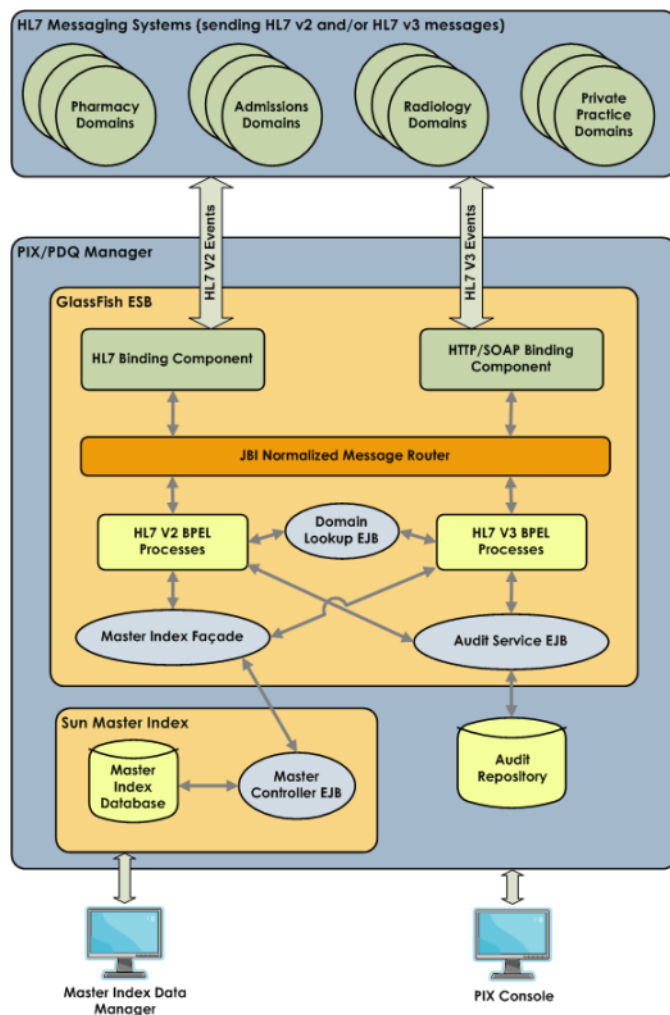 HL7 Messaging Systems (sending HL7 v2 and/or HL7 v3 messages)
Pharmacy
Domains
Admissions
Domains
Radiology
Domains
Private
Practice
Domains
HL7 V2 Events
HL7 V3 Events
PIX/PDQ Manager
GlassFish ESB
HL7 Binding Component
HTTP/SOAP Binding
Component
JBI Normalized Message Router
HL7 V2 BPEL
Processes
Domain
Lookup EJB
HL7 V3 BPEL
Processes
Master Index Façade
Audit Service EJB
Sun Master Index
Master
Index
Database
Master
Controller EJB
Audit
Repository
Master Index Data
Manager
PIX Console